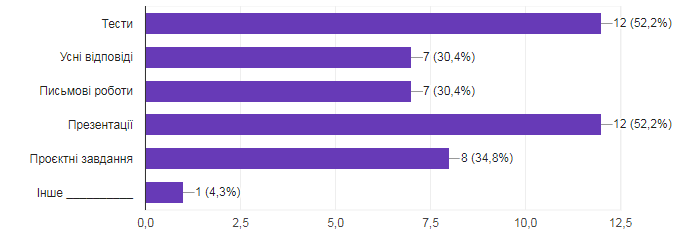 Тести 12 (52,2%)
Усні відповіді 7 (30,4%)
Письмові роботи 7 (30,4%)
Презентації 12 (52,2%)
Проєктні завдання 8 (34,8%)
Інше __________ 1 (4,3%)
0,0 2,5 5,0 7,5 10,0 12,5